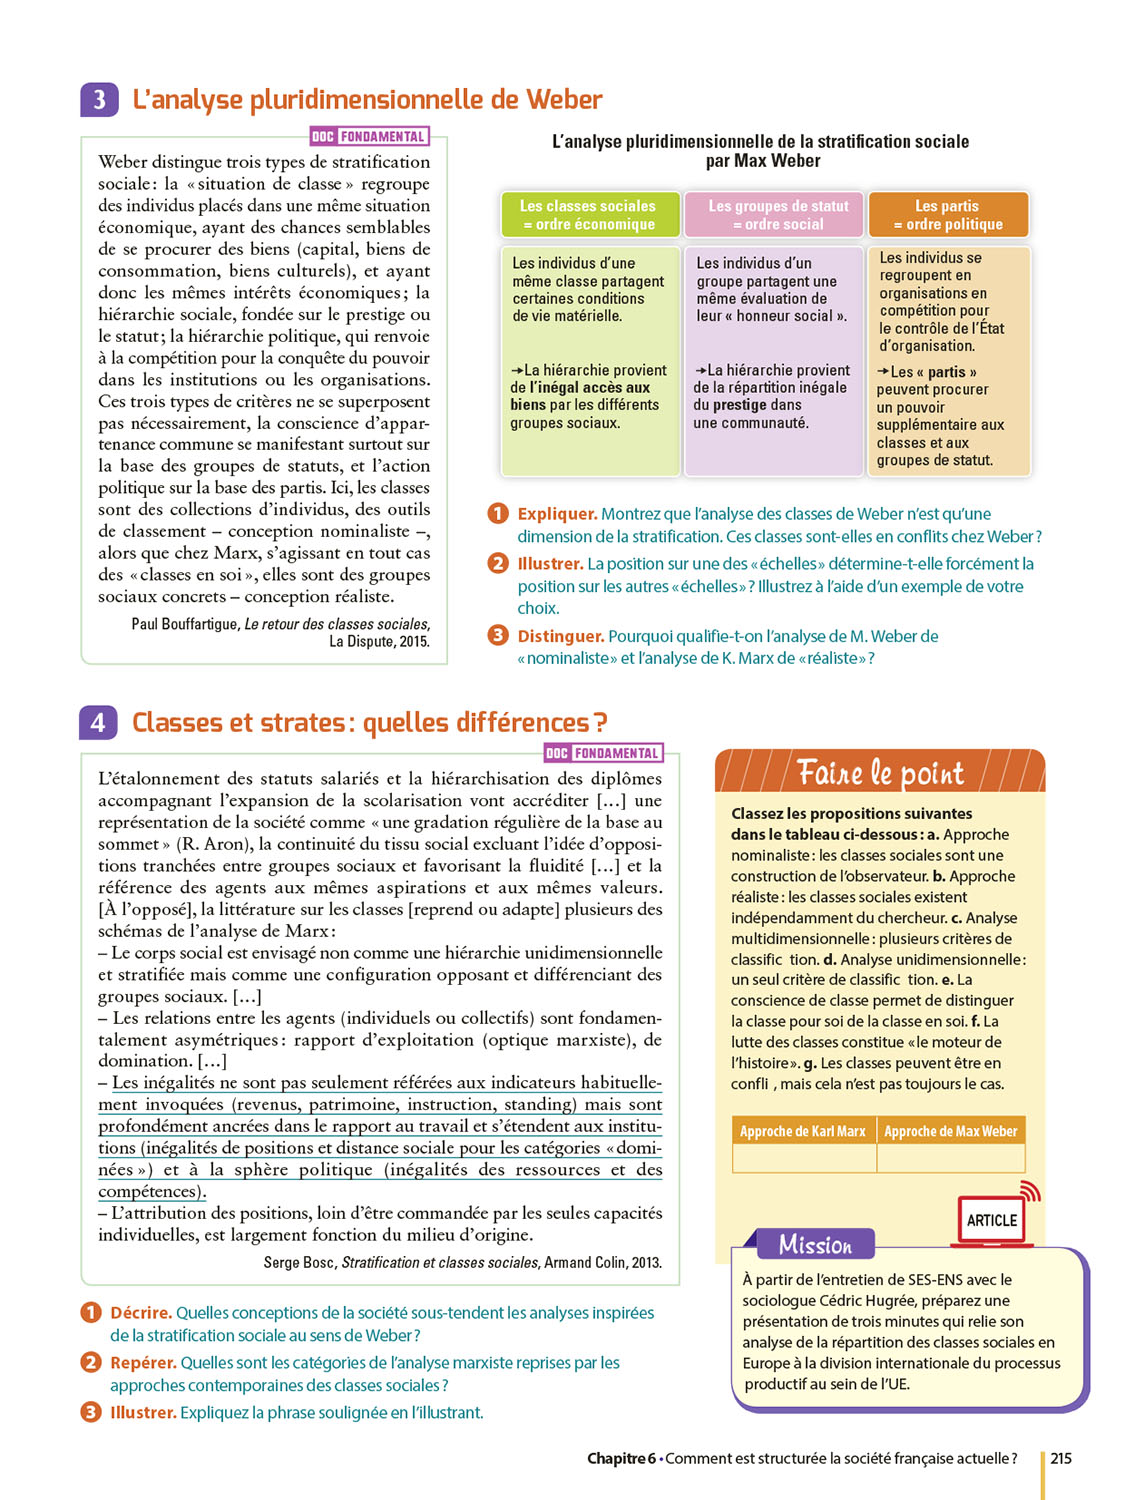 3 L'analyse pluridimensionnelle de Weber
DOC FONDAMENTAL
Weber distingue trois types de stratification
sociale : la « situation de classe » regroupe
des individus placés dans une même situation
économique, ayant des chances semblables
de se procurer des biens (capital, biens de
consommation, biens culturels), et ayant
donc les mêmes intérêts économiques ; la
hiérarchie sociale, fondée sur le prestige ou
le statut ; la hiérarchie politique, qui renvoie
à la compétition pour la conquête du pouvoir
dans les institutions ou les organisations.
Ces trois types de critères ne se superposent
pas nécessairement, la conscience d'appar-
tenance commune se manifestant surtout sur
la base des groupes de statuts, et l'action
politique sur la base des partis. Ici, les classes
sont des collections d'individus, des outils
de classement – conception nominaliste –,
alors que chez Marx, s'agissant en tout cas
des « classes en soi », elles sont des groupes
sociaux concrets – conception réaliste.
Paul Bouffartigue, Le retour des classes sociales,
La Dispute, 2015.
L'analyse pluridimensionnelle de la stratification sociale
par Max Weber
Les classes sociales
= ordre économique
Les individus d'une
même classe partagent
certaines conditions
de vie matérielle.
→La hiérarchie provient
de l'inégal accès aux
biens par les différents
groupes sociaux.
Les groupes de statut
= ordre social
Les individus d'un
groupe partagent une
même évaluation de
leur « honneur social ».
→La hiérarchie provient
de la répartition inégale
du prestige dans
une communauté.
Les partis
= ordre politique
Les individus se
regroupent en
organisations en
compétition pour
le contrôle de l'État
d'organisation.
→Les « partis »
peuvent procurer
un pouvoir
supplémentaire aux
classes et aux
groupes de statut.
1 Expliquer. Montrez que l'analyse des classes de Weber n'est qu'une
dimension de la stratification. Ces classes sont-elles en conflits chez Weber ?
2 Illustrer. La position sur une des « échelles » détermine-t-elle forcément la
position sur les autres « échelles » ? Illustrez à l'aide d'un exemple de votre
choix.
3 Distinguer. Pourquoi qualifie-t-on l'analyse de M. Weber de
« nominaliste » et l'analyse de K. Marx de « réaliste » ?
4 Classes et strates : quelles différences ?
DOC FONDAMENTAL
L'étalonnement des statuts salariés et la hiérarchisation des diplômes
accompagnant l'expansion de la scolarisation vont accréditer [...] une
représentation de la société comme « une gradation régulière de la base au
sommet » (R. Aron), la continuité du tissu social excluant l'idée d'opposi-
tions tranchées entre groupes sociaux et favorisant la fluidité [...] et la
référence des agents aux mêmes aspirations et aux mêmes valeurs.
[À l'opposé], la littérature sur les classes [reprend ou adapte] plusieurs des
schémas de l'analyse de Marx :
– Le corps social est envisagé non comme une hiérarchie unidimensionnelle
et stratifiée mais comme une configuration opposant et différenciant des
groupes sociaux. [...]
– Les relations entre les agents (individuels ou collectifs) sont fondamen-
talement asymétriques : rapport d'exploitation (optique marxiste), de
domination. [...]
– Les inégalités ne sont pas seulement référées aux indicateurs habituelle-
ment invoquées (revenus, patrimoine, instruction, standing) mais sont
profondément ancrées dans le rapport au travail et s'étendent aux institu-
tions (inégalités de positions et distance sociale pour les catégories « domi-
nées ») et à la sphère politique (inégalités des ressources et des
compétences).
– L'attribution des positions, loin d'être commandée par les seules capacités
individuelles, est largement fonction du milieu d'origine.
Serge Bosc, Stratification et classes sociales, Armand Colin, 2013.
1 Décrire. Quelles conceptions de la société sous-tendent les analyses inspirées
de la stratification sociale au sens de Weber ?
2 Repérer. Quelles sont les catégories de l'analyse marxiste reprises par les
approches contemporaines des classes sociales ?
3 Illustrer. Expliquez la phrase soulignée en l'illustrant.
Faire le point
Classez les propositions suivantes
dans le tableau ci-dessous : a. Approche
nominaliste : les classes sociales sont une
construction de l'observateur. b. Approche
réaliste : les classes sociales existent
indépendamment du chercheur. c. Analyse
multidimensionnelle : plusieurs critères de
classific tion. d. Analyse unidimensionnelle :
un seul critère de classific tion. e. La
conscience de classe permet de distinguer
la classe pour soi de la classe en soi. f. La
lutte des classes constitue « le moteur de
l'histoire ». g. Les classes peuvent être en
confli , mais cela n'est pas toujours le cas.
Approche de Karl Marx Approche de Max Weber
ARTICLE
Mission
À partir de l'entretien de SES-ENS avec le
sociologue Cédric Hugrée, préparez une
présentation de trois minutes qui relie son
analyse de la répartition des classes sociales en
Europe à la division internationale du processus
productif au sein de l'UE.
Chapitre 6 • Comment est structurée la société française actuelle ? 215